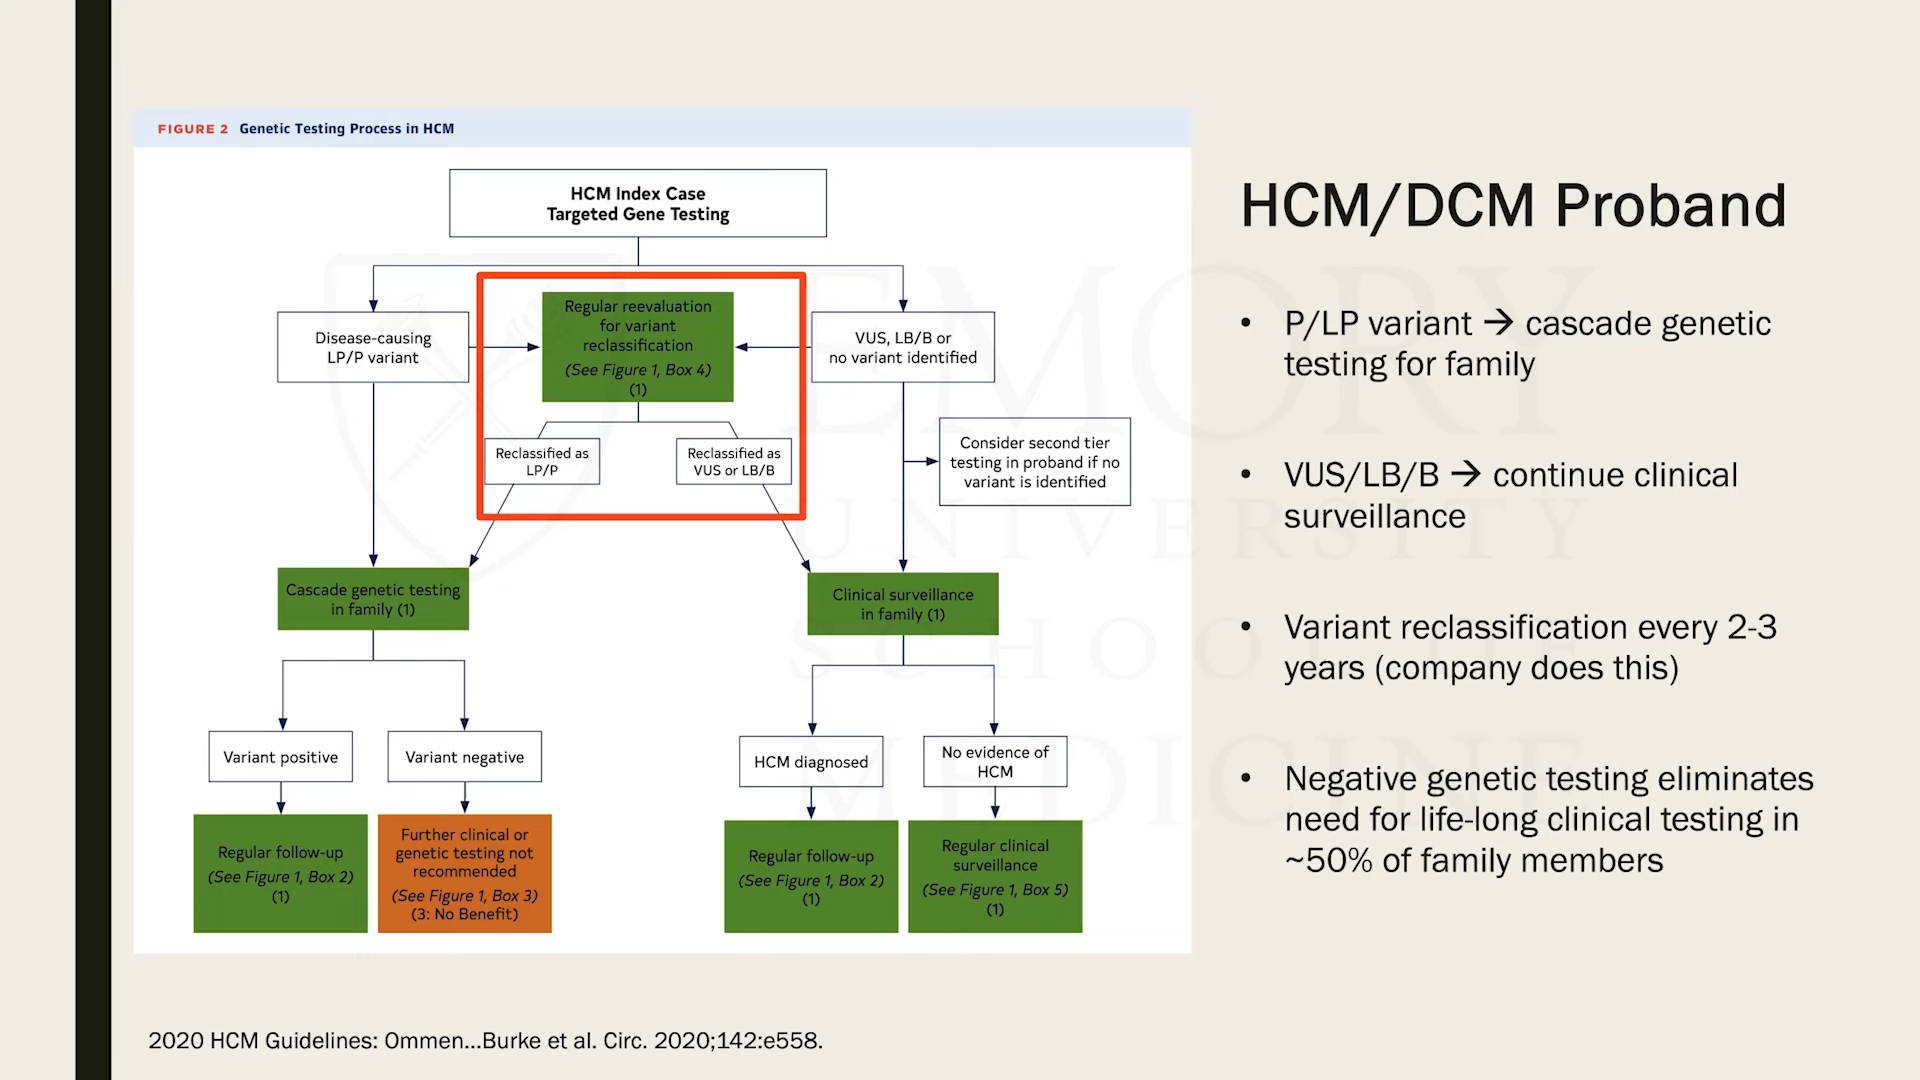 FIGURE 2 Genetic Testing Process in HCM
HCM Index Case
Targeted Gene Testing
Disease-causing
LP/P variant
Regular reevaluation
for variant
reclassification
(See Figure 1, Box 4)
(1)
VUS, LB/B or
no variant identified
Reclassified as
LP/P
Reclassified as
VUS or LB/B
Consider second tier
testing in proband if no
variant is identified
Cascade genetic testing
in family (1)
Clinical surveillance
in family (1)
Variant positive
Variant negative
HCM diagnosed
No evidence of
HCM
Regular follow-up
(See Figure 1, Box 2)
(1)
Further clinical or
genetic testing not
recommended
(See Figure 1, Box 3)
(3: No Benefit)
Regular follow-up
(See Figure 1, Box 2)
(1)
Regular clinical
surveillance
(See Figure 1, Box 5)
(1)
HCM/DCM Proband
• P/LP variant → cascade genetic
testing for family
• VUS/LB/B → continue clinical
surveillance
• Variant reclassification every 2-3
years (company does this)
• Negative genetic testing eliminates
need for life-long clinical testing in
~50% of family members
2020 HCM Guidelines: Ommen...Burke et al. Circ. 2020;142:e558.
EMORY
UNIVERSITY
SCHOOL OF
MEDICINE